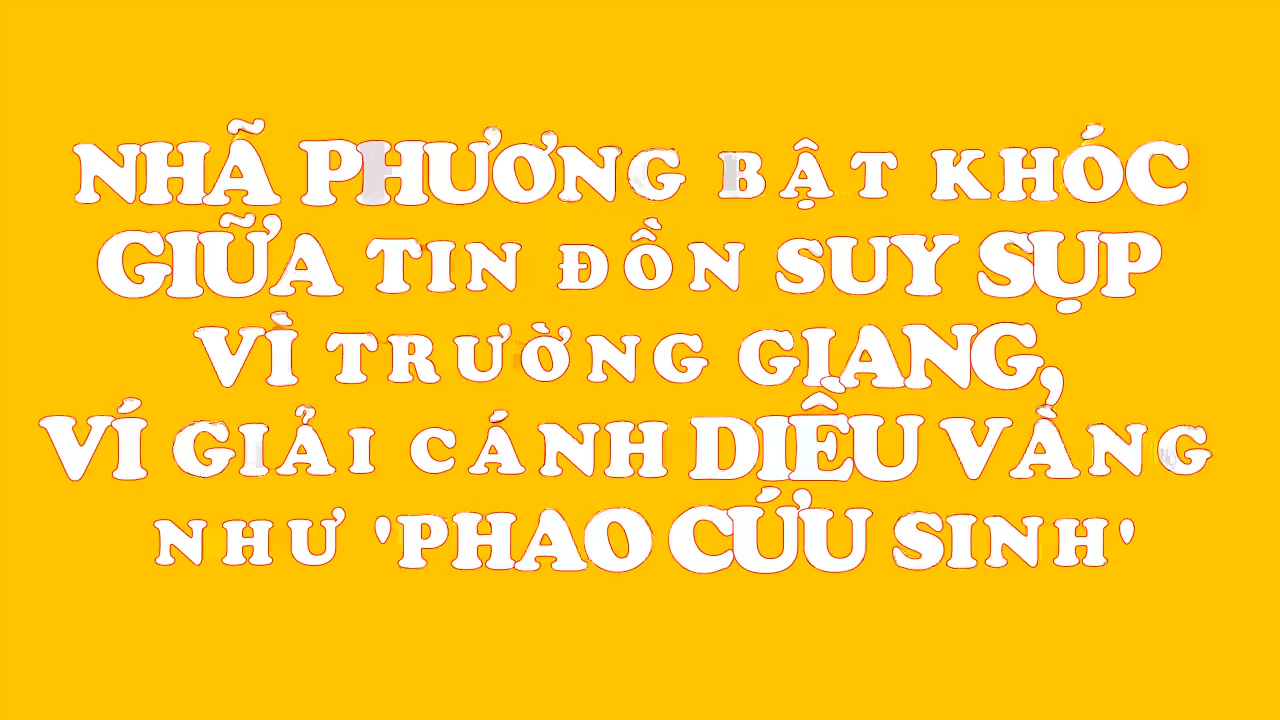 NHÃ PHƯƠNG BẬT KHÓC
GIỮA TIN ĐỒN SUY SỤP
VÌ TRƯỜNG GIANG,
VÍ GIẢI CÁNH DIỀU VÀNG
NHƯ 'PHAO CỨU SINH'